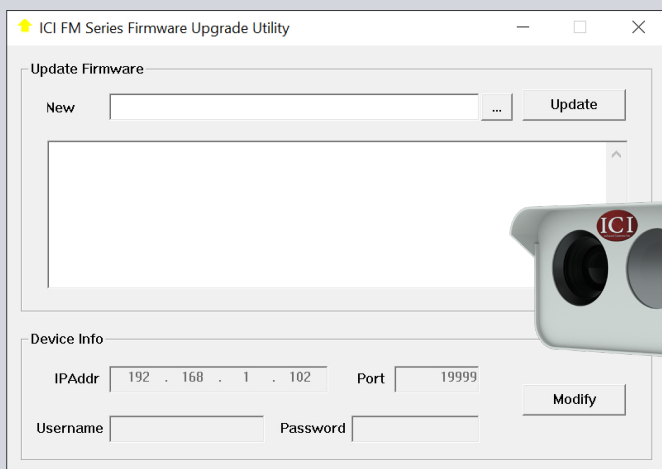 ICI FM Series Firmware Upgrade Utility
Update Firmware
New ... Update
ICI
Device Info
IPAddr 192 . 168 . 1 . 102 Port 19999
Modify
Username Password